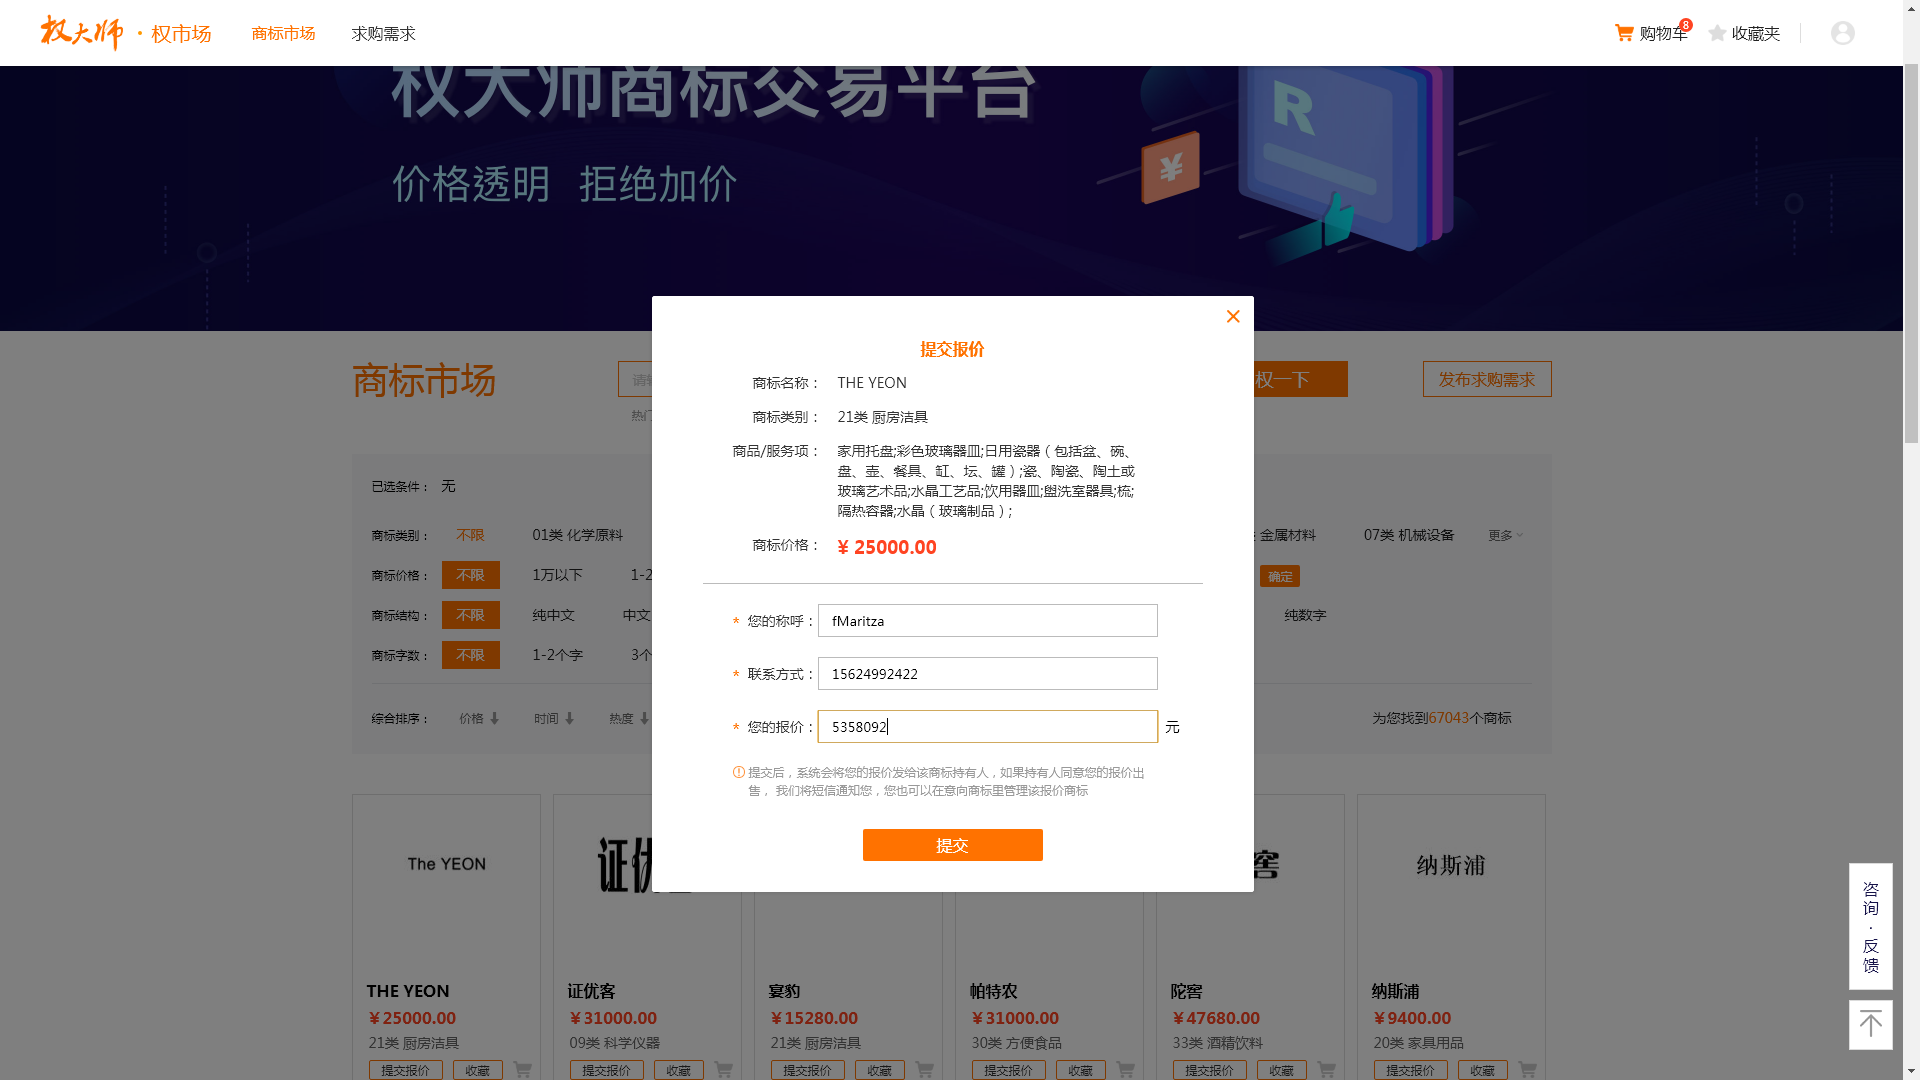 权大师 · 权市场
商标市场
求购需求
购物车
8
收藏夹
权大师商标交易平台
R
¥
价格透明 拒绝加价
商标市场
权一下
发布求购需求
热门
已选条件： 无
商标类别： 不限 01类 化学原料
金属材料 07类 机械设备 更多
商标价格： 不限 1万以下 1-2
确定
商标结构： 不限 纯中文 中文
纯数字
商标字数： 不限 1-2个字 3个
综合排序： 价格 时间 热度
为您找到67043个商标
提交报价
商标名称： THE YEON
商标类别： 21类 厨房洁具
商品/服务项： 家用托盘;彩色玻璃器皿;日用瓷器（包括盆、碗、
盘、壶、餐具、缸、坛、罐）;瓷、陶瓷、陶土或
玻璃艺术品;水晶工艺品;饮用器皿;盥洗室器具;梳;
隔热容器;水晶（玻璃制品）;
商标价格： ¥ 25000.00
* 您的称呼： fMaritza
* 联系方式： 15624992422
* 您的报价： 5358092 元
提交后，系统会将您的报价发给该商标持有人，如果持有人同意您的报价出
售， 我们将短信通知您，您也可以在意向商标里管理该报价商标
提交
The YEON
纳斯浦
THE YEON
￥25000.00
21类 厨房洁具
提交报价 收藏
证优客
￥31000.00
09类 科学仪器
提交报价 收藏
宴豹
￥15280.00
21类 厨房洁具
提交报价 收藏
帕特农
￥31000.00
30类 方便食品
提交报价 收藏
窖
陀窖
￥47680.00
33类 酒精饮料
提交报价 收藏
纳斯浦
￥9400.00
20类 家具用品
提交报价 收藏
咨
询
·
反
馈